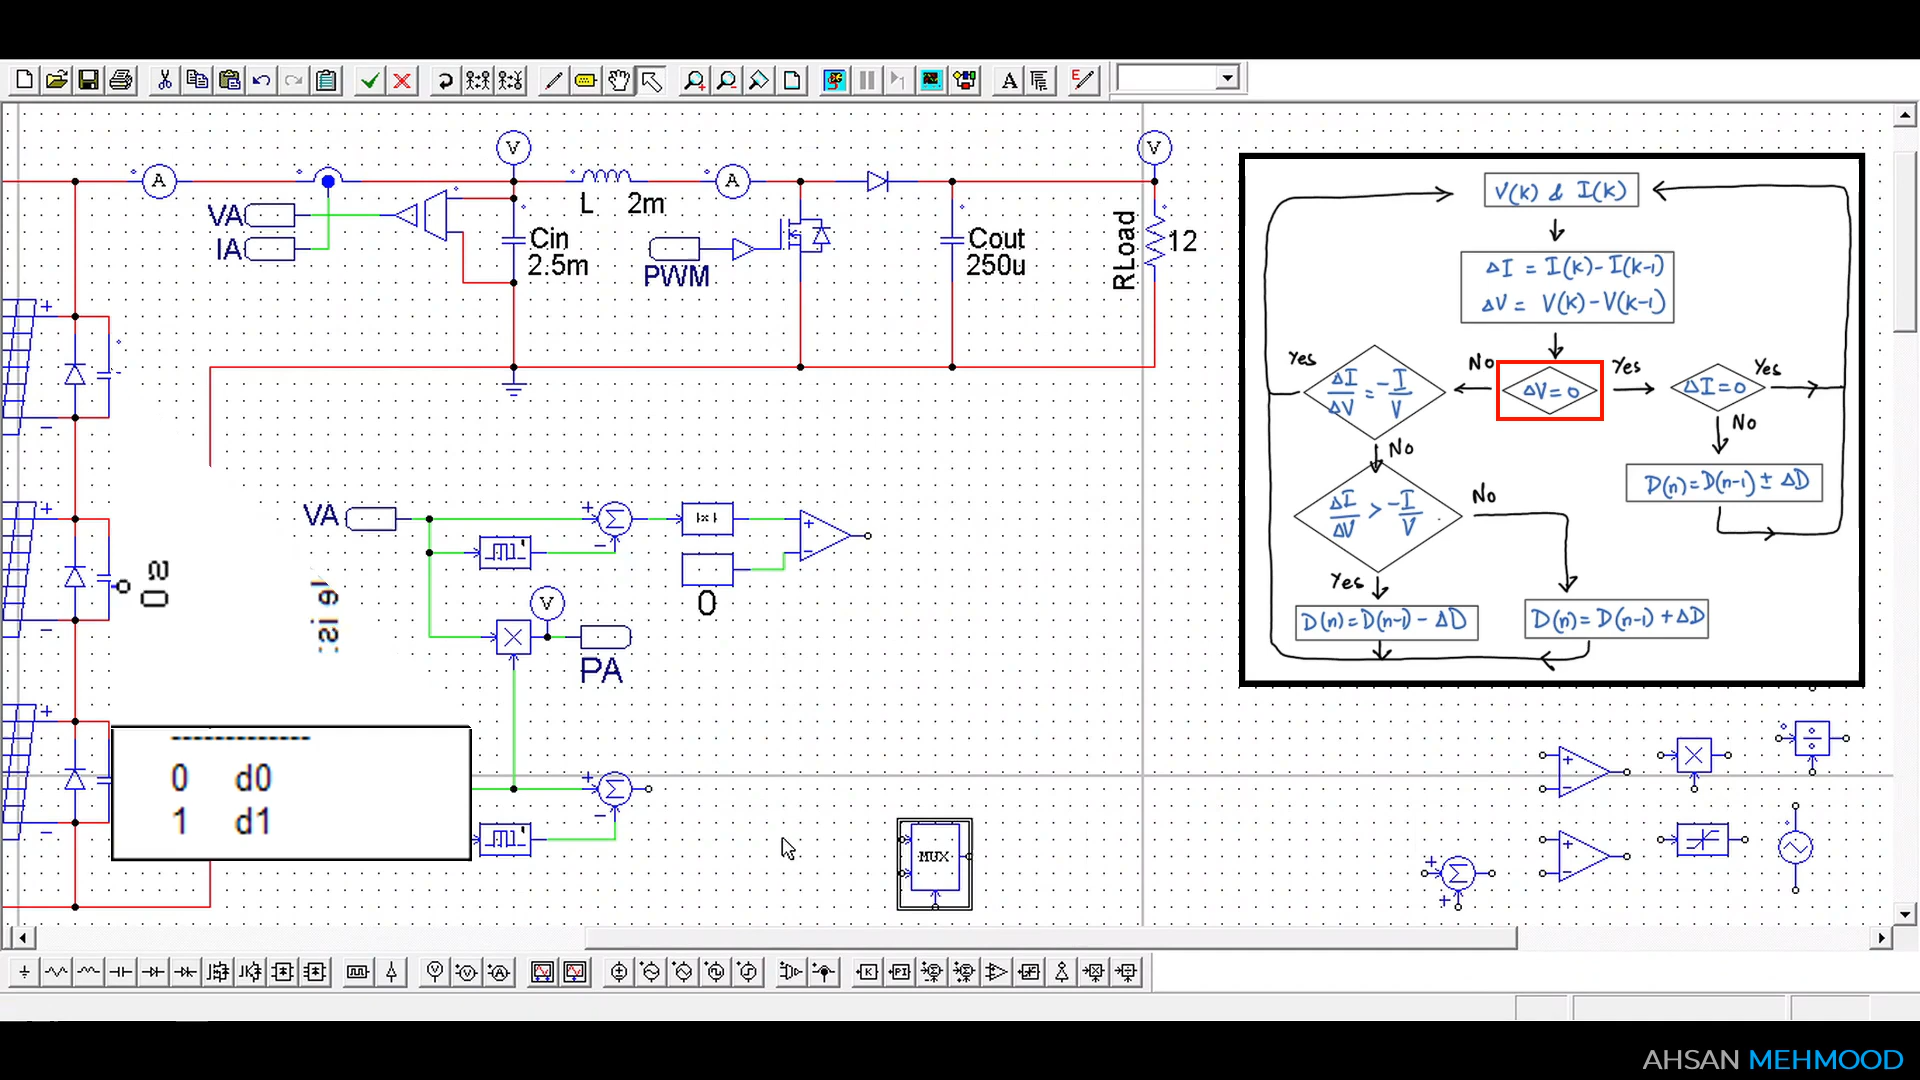 A
E
V
V
A
A
VA
IA
L 2m
Cin
2.5m
PWM
Cout
250u
RLoad
12
V(k) & I(k)
ΔI = I(k)-I(k-1)
ΔV = V(k)-V(k-1)
Yes
No
Yes
Yes
ΔI/ΔV = -I/V
ΔV=0
ΔI=0
No
No
D(n)=D(n-1) ± ΔD
ΔI/ΔV > -I/V
No
Yes
D(n)=D(n-1) - ΔD
D(n)=D(n-1) + ΔD
VA
+
Σ
-
|x|
+
-
0
V
×
PA
0 d0
1 d1
+
Σ
-
MUX
+
-
×
÷
+
Σ
+
+
-
K
PI
AHSAN MEHMOOD